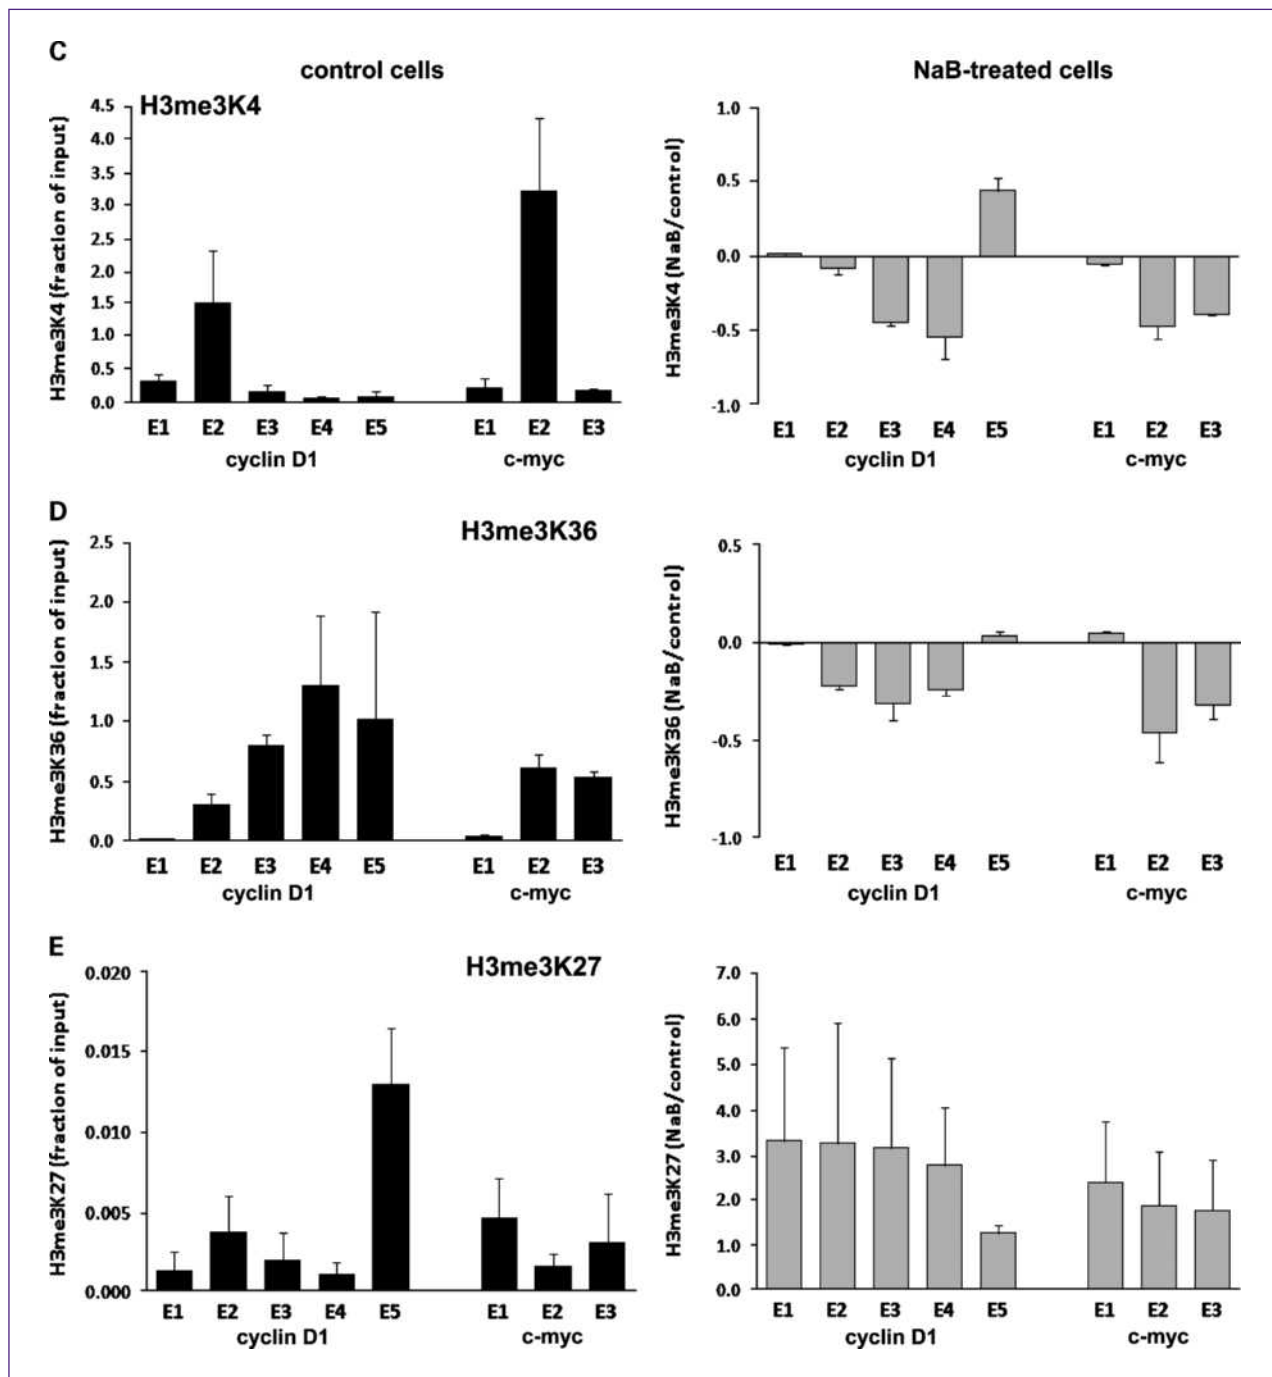 C
control cells
NaB-treated cells
H3me3K4
H3me3K4 (fraction of input)
4.5
4.0
3.5
3.0
2.5
2.0
1.5
1.0
0.5
0.0
E1 E2 E3 E4 E5 E1 E2 E3
cyclin D1 c-myc
H3me3K4 (NaB/control)
1.0
0.5
0.0
-0.5
-1.0
E1 E2 E3 E4 E5 E1 E2 E3
cyclin D1 c-myc
D
H3me3K36
H3me3K36 (fraction of input)
2.5
2.0
1.5
1.0
0.5
0.0
E1 E2 E3 E4 E5 E1 E2 E3
cyclin D1 c-myc
H3me3K36 (NaB/control)
0.5
0.0
-0.5
-1.0
E1 E2 E3 E4 E5 E1 E2 E3
cyclin D1 c-myc
E
H3me3K27
H3me3K27 (fraction of input)
0.020
0.015
0.010
0.005
0.000
E1 E2 E3 E4 E5 E1 E2 E3
cyclin D1 c-myc
H3me3K27 (NaB/control)
7.0
6.0
5.0
4.0
3.0
2.0
1.0
0.0
E1 E2 E3 E4 E5 E1 E2 E3
cyclin D1 c-myc